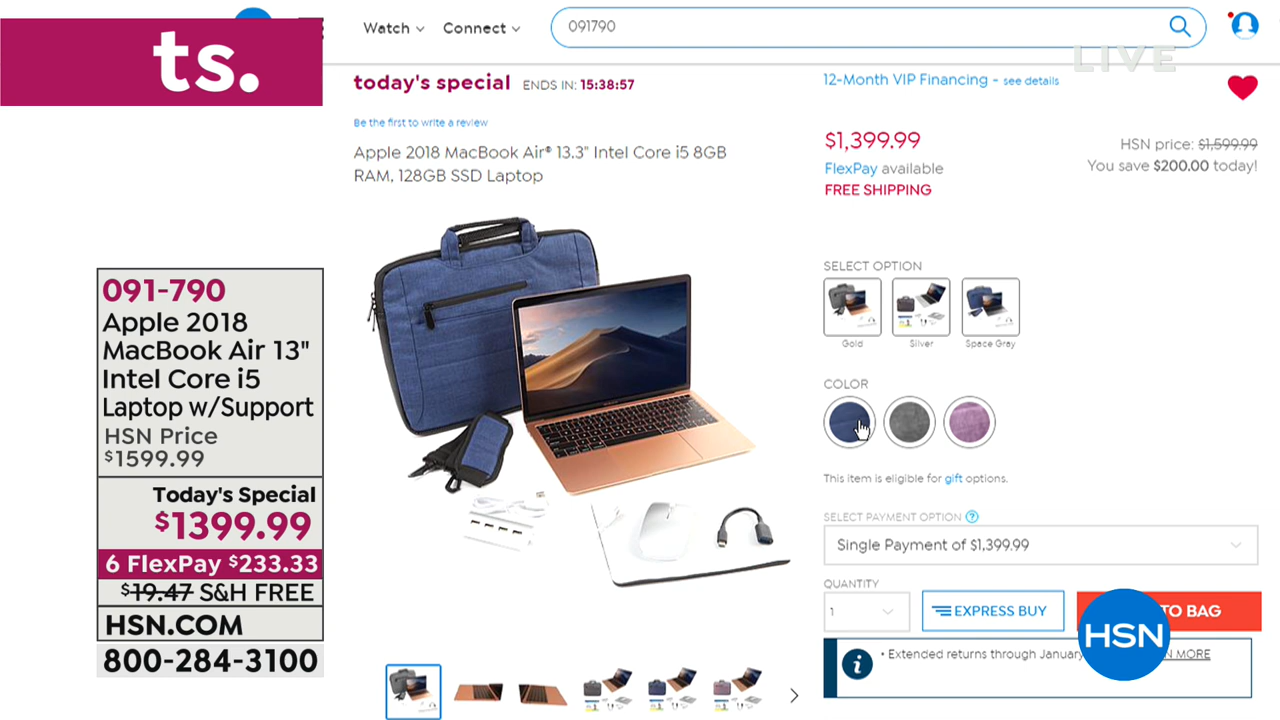 ts.
Watch
Connect
091790
LIVE
today's special ENDS IN: 15:38:57
12-Month VIP Financing - see details
Be the first to write a review
Apple 2018 MacBook Air® 13.3" Intel Core i5 8GB
RAM, 128GB SSD Laptop
$1,399.99
HSN price: $1,599.99
FlexPay available
You save $200.00 today!
FREE SHIPPING
SELECT OPTION
Gold
Silver
Space Gray
COLOR
This item is eligible for gift options.
SELECT PAYMENT OPTION ?
Single Payment of $1,399.99
QUANTITY
1
EXPRESS BUY
TO BAG
i
• Extended returns through January
MORE
HSN
091-790
Apple 2018
MacBook Air 13"
Intel Core i5
Laptop w/Support
HSN Price
$1599.99
Today's Special
$1399.99
6 FlexPay $233.33
$19.47 S&H FREE
HSN.COM
800-284-3100